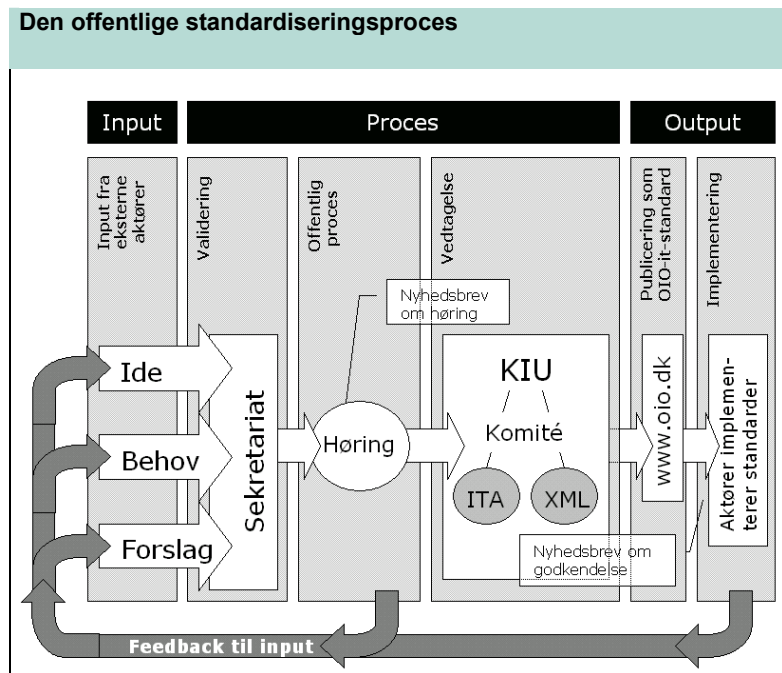 Den offentlige standardiseringsproces
Input
Proces
Output
Input fra
eksterne
aktører
Validering
Offentlig
proces
Vedtagelse
Publicering som
OIO-it-standard
Implementering
Nyhedsbrev
om høring
Ide
Behov
Forslag
Sekretariat
Høring
KIU
Komité
ITA
XML
www.oio.dk
Aktører implemen-
terer standarder
Nyhedsbrev om
godkendelse
Feedback til input